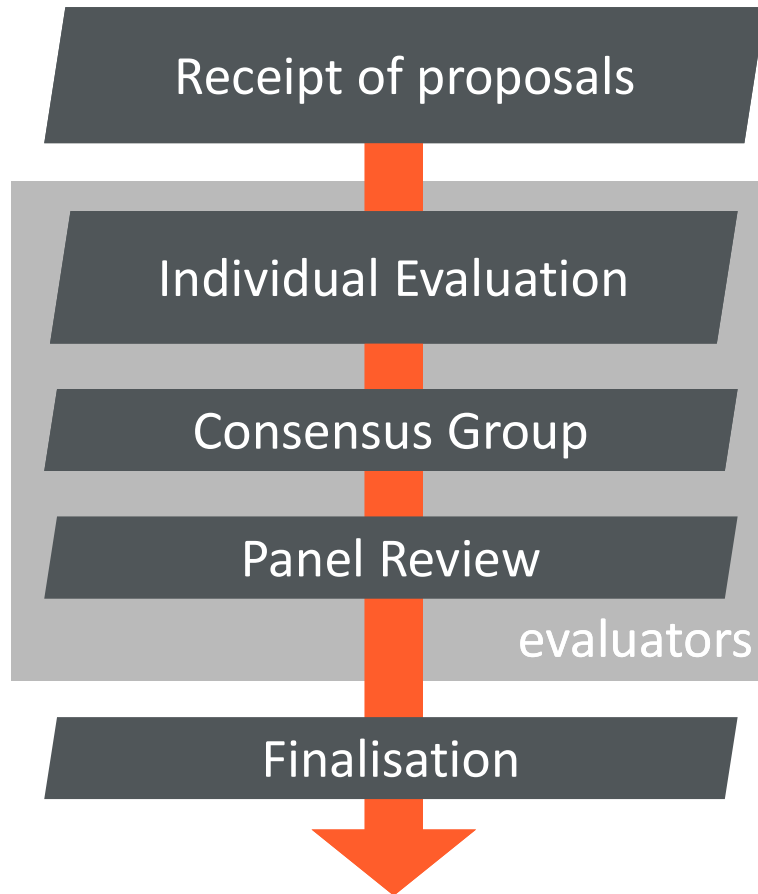 Receipt of proposals
Individual Evaluation
Consensus Group
Panel Review
evaluators
Finalisation